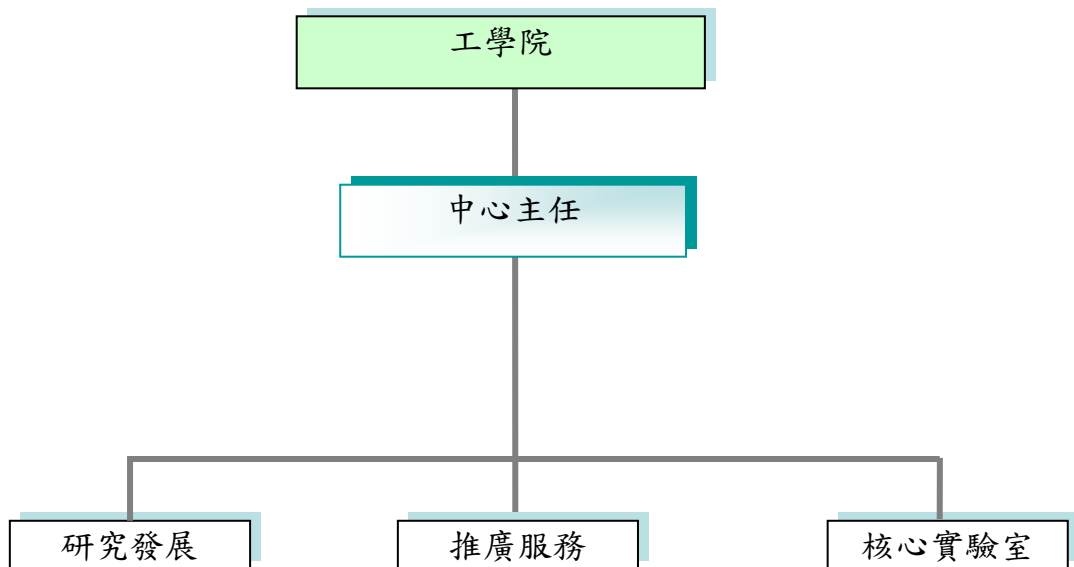 工學院
中心主任
研究發展
推廣服務
核心實驗室